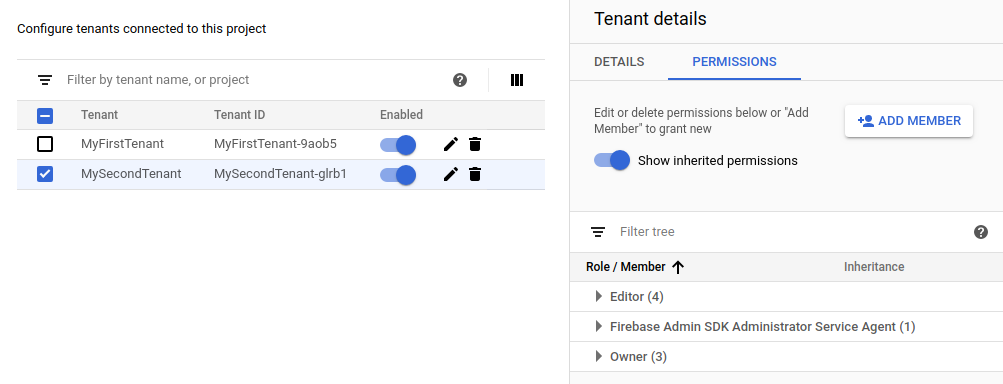 Configure tenants connected to this project
Filter by tenant name, or project
Tenant Tenant ID Enabled
MyFirstTenant MyFirstTenant-9aob5
MySecondTenant MySecondTenant-glrb1
Tenant details
DETAILS PERMISSIONS
Edit or delete permissions below or "Add
Member" to grant new
ADD MEMBER
Show inherited permissions
Filter tree
Role / Member Inheritance
Editor (4)
Firebase Admin SDK Administrator Service Agent (1)
Owner (3)